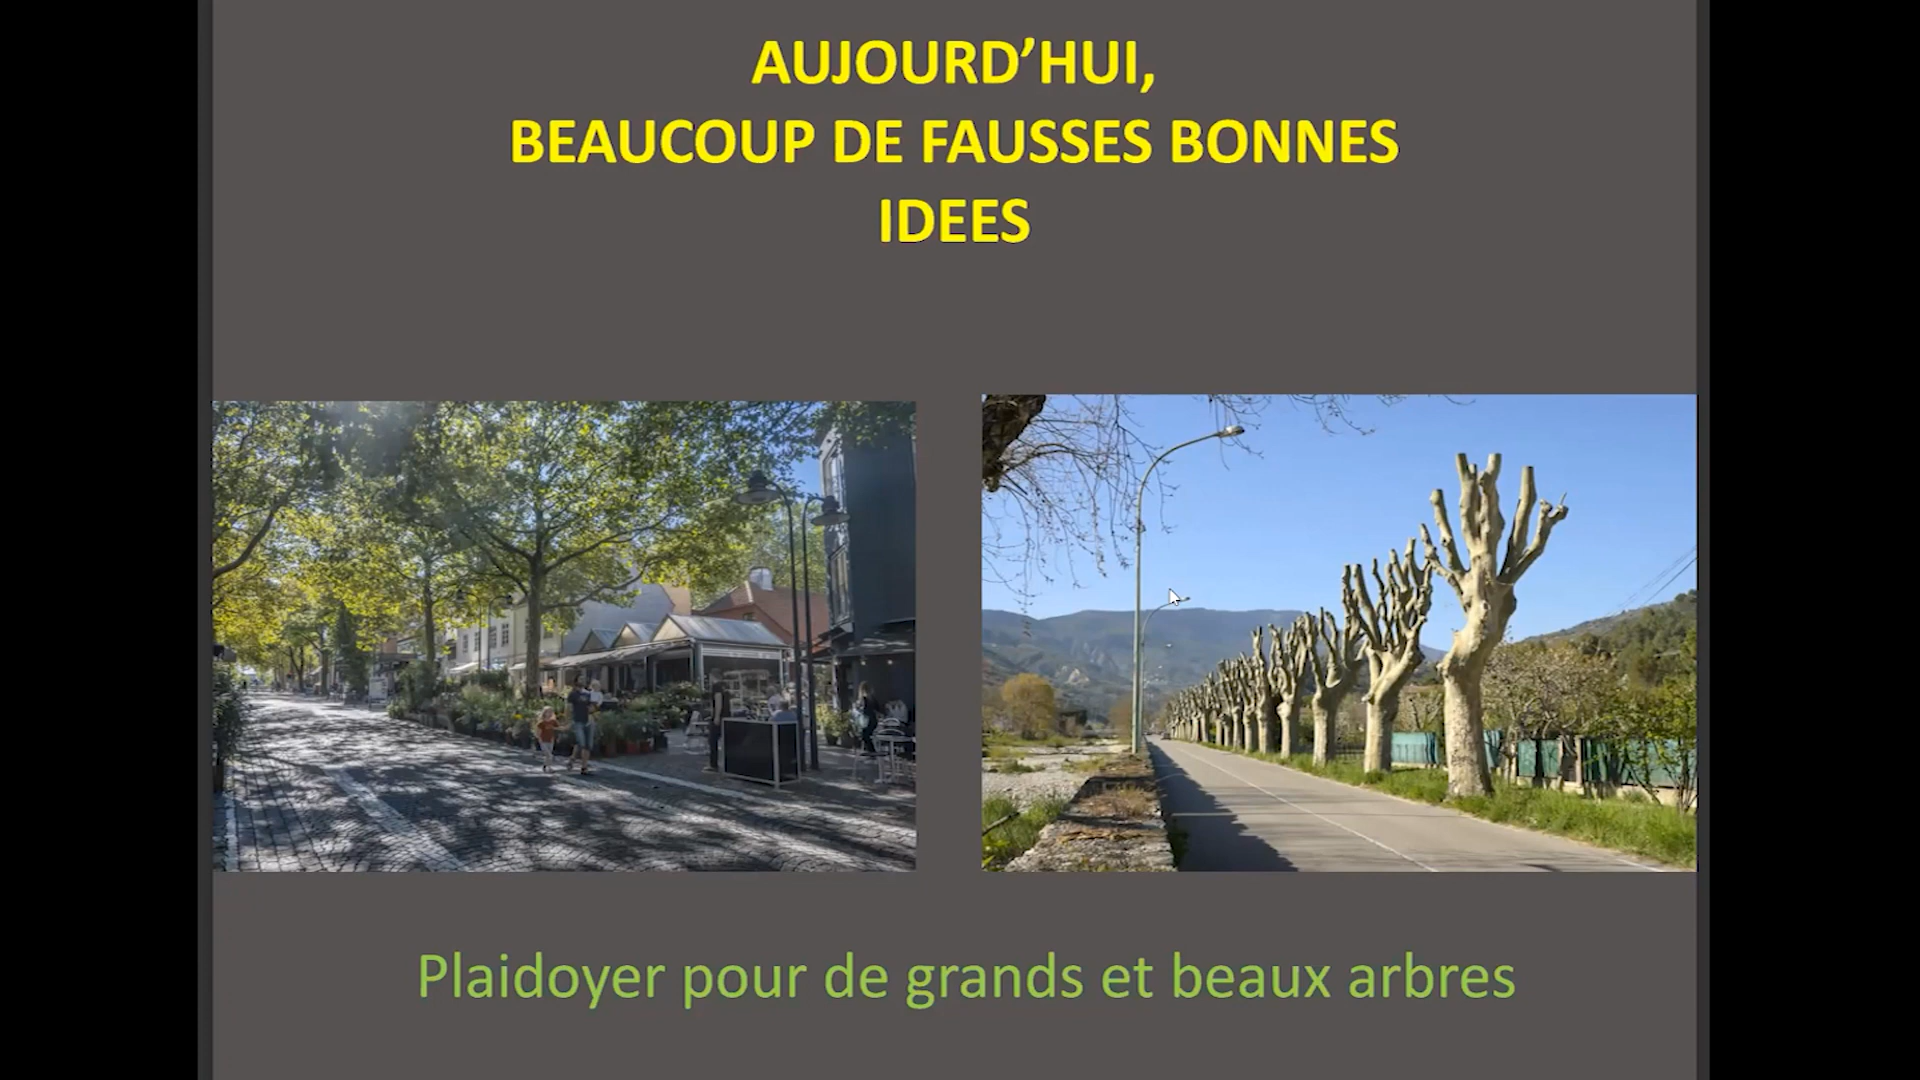 AUJOURD’HUI,
BEAUCOUP DE FAUSSES BONNES
IDEES
Plaidoyer pour de grands et beaux arbres